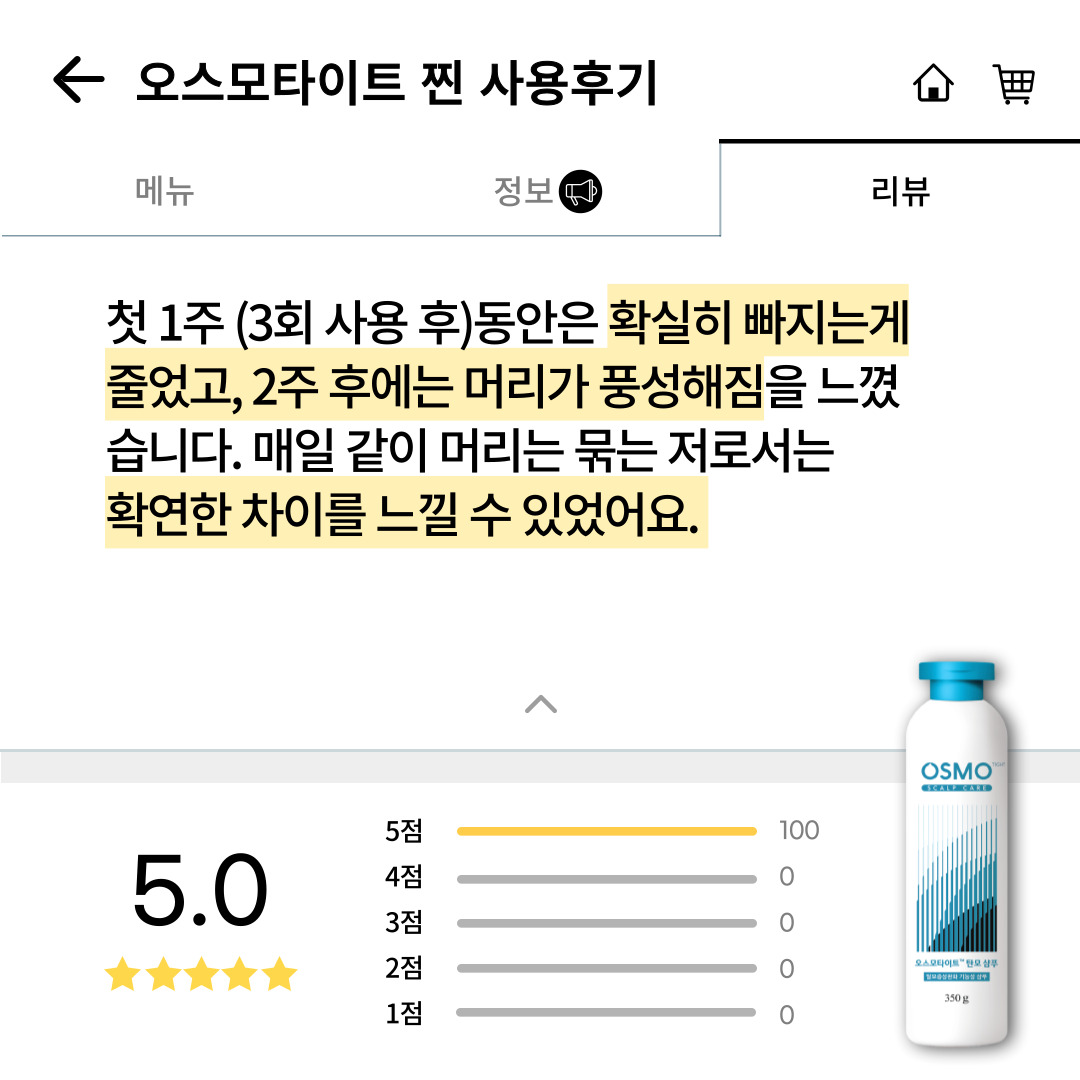 오스모타이트 찐 사용후기
메뉴
정보
리뷰
첫 1주 (3회 사용 후)동안은 확실히 빠지는게
줄었고, 2주 후에는 머리가 풍성해짐을 느꼈
습니다. 매일 같이 머리는 묶는 저로서는
확연한 차이를 느낄 수 있었어요.
5.0
5점 100
4점 0
3점 0
2점 0
1점 0
OSMO
SCALP CARE
오스모타이트™ 탄모 샴푸
탈모증상완화 기능성 샴푸
350 g